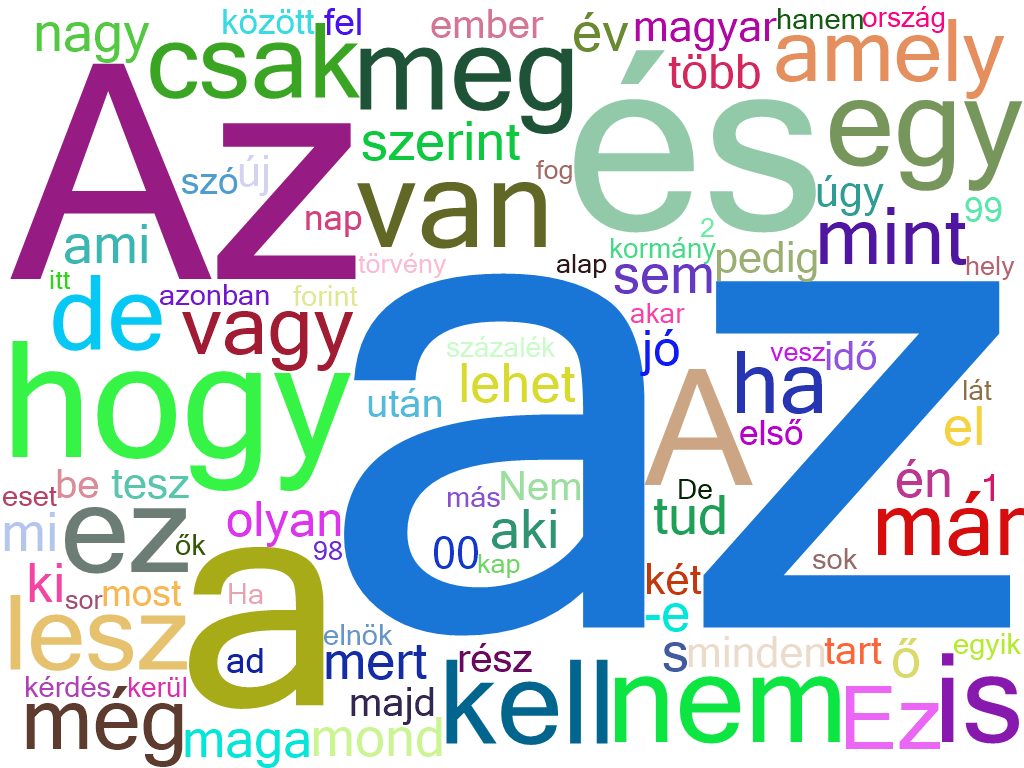 nagy között fel ember év magyar hanem ország
csak meg több amely
Az szerint és egy
szó új fog van nap úgy 99
ami 2 mint
törvény kormány pedig
itt azonban forint alap sem hely
de vagy akar
hogy százalék lehet jó ha vesz idő
az
után A első lát el
eset be tesz más Nem De én 1
mi ez ők olyan 98 00 aki kap tud már
sok
ki sor most Ha két
lesz a elnök -e
ad mert rész s minden tart ő egyik
kérdés kerül majd
még maga mond kell nem Ez is